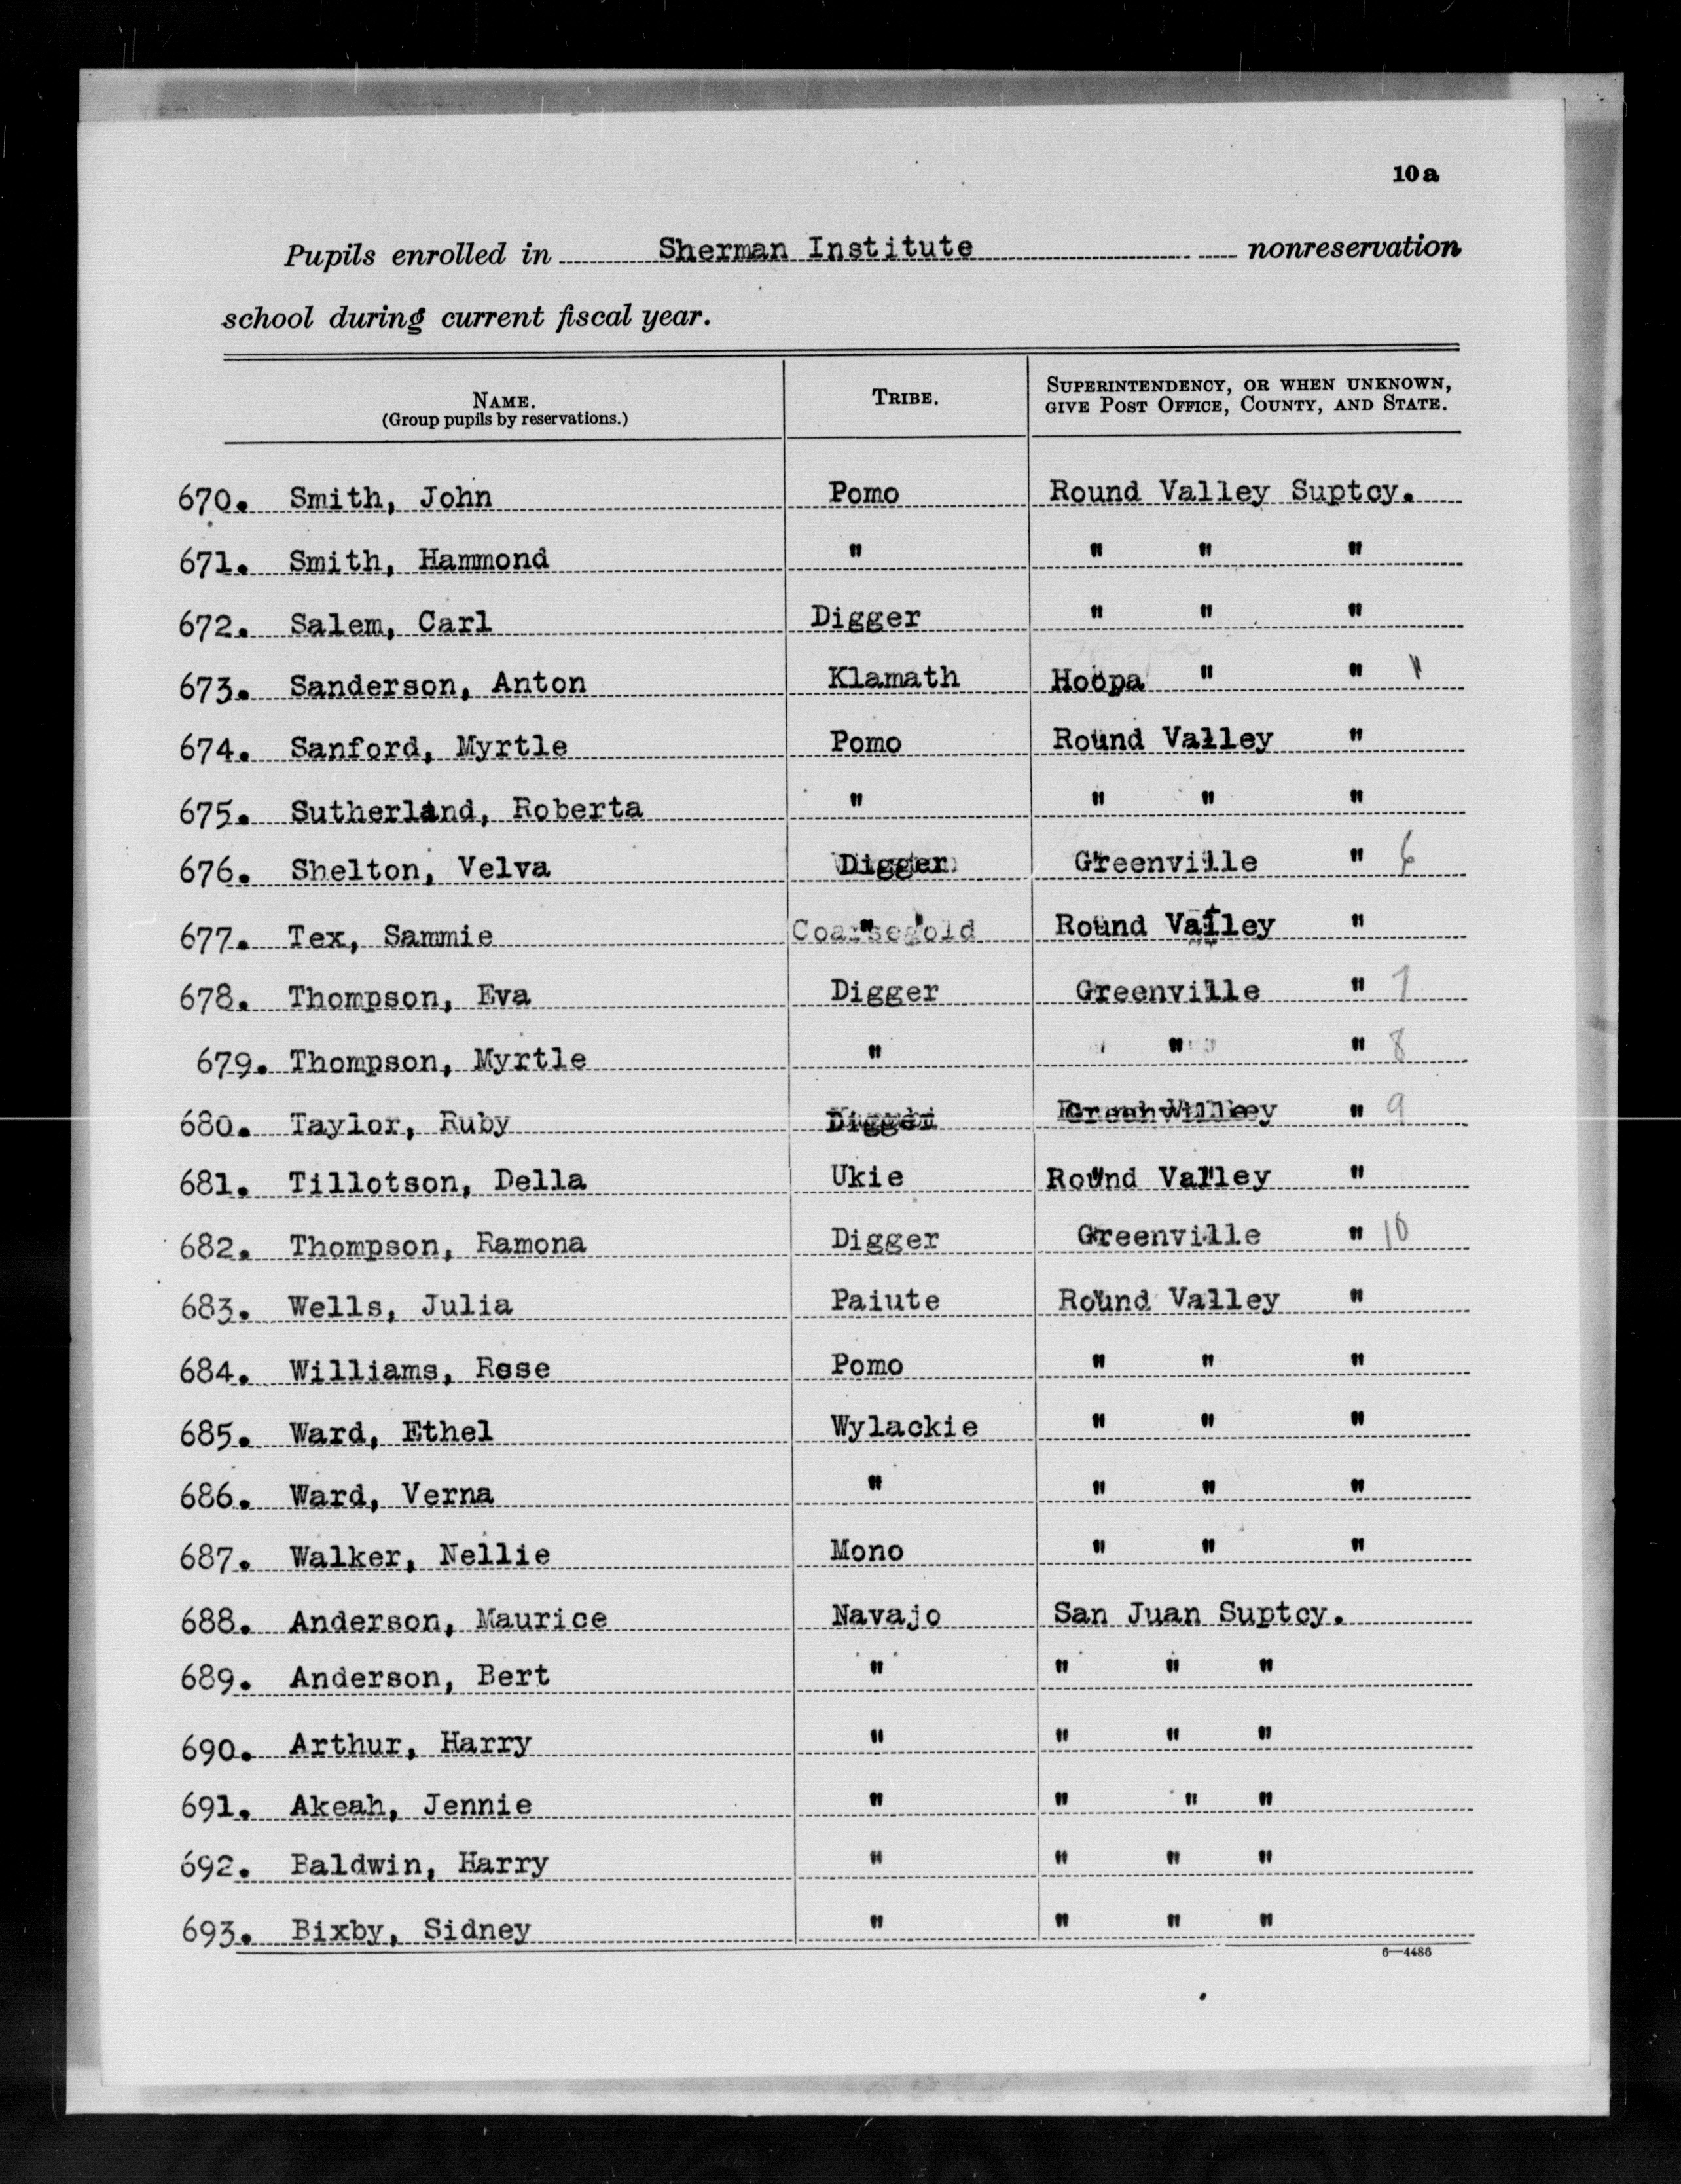 10a
Pupils enrolled in Sherman Institute nonreservation
school during current fiscal year.
NAME. (Group pupils by reservations.) TRIBE. SUPERINTENDENCY, OR WHEN UNKNOWN, GIVE POST OFFICE, COUNTY, AND STATE.
670. Smith, John Pomo Round Valley Suptcy.
671. Smith, Hammond " " " "
672. Salem, Carl Digger " " "
673. Sanderson, Anton Klamath Hoopa " " "
674. Sanford, Myrtle Pomo Round Valley "
675. Sutherland, Roberta " " " "
676. Shelton, Velva Digger Greenville " 6
677. Tex, Sammie Coarsegold Round Valley "
678. Thompson, Eva Digger Greenville " 7
679. Thompson, Myrtle " " " 8
680. Taylor, Ruby Digger Greenville " 9
681. Tillotson, Della Ukie Round Valley "
682. Thompson, Ramona Digger Greenville " 10
683. Wells, Julia Paiute Round Valley "
684. Williams, Rose Pomo " " "
685. Ward, Ethel Wylackie " " "
686. Ward, Verna " " " "
687. Walker, Nellie Mono " " "
688. Anderson, Maurice Navajo San Juan Suptcy.
689. Anderson, Bert " " " "
690. Arthur, Harry " " " "
691. Akeah, Jennie " " " "
692. Baldwin, Harry " " " "
693. Bixby, Sidney " " " "
6—4486